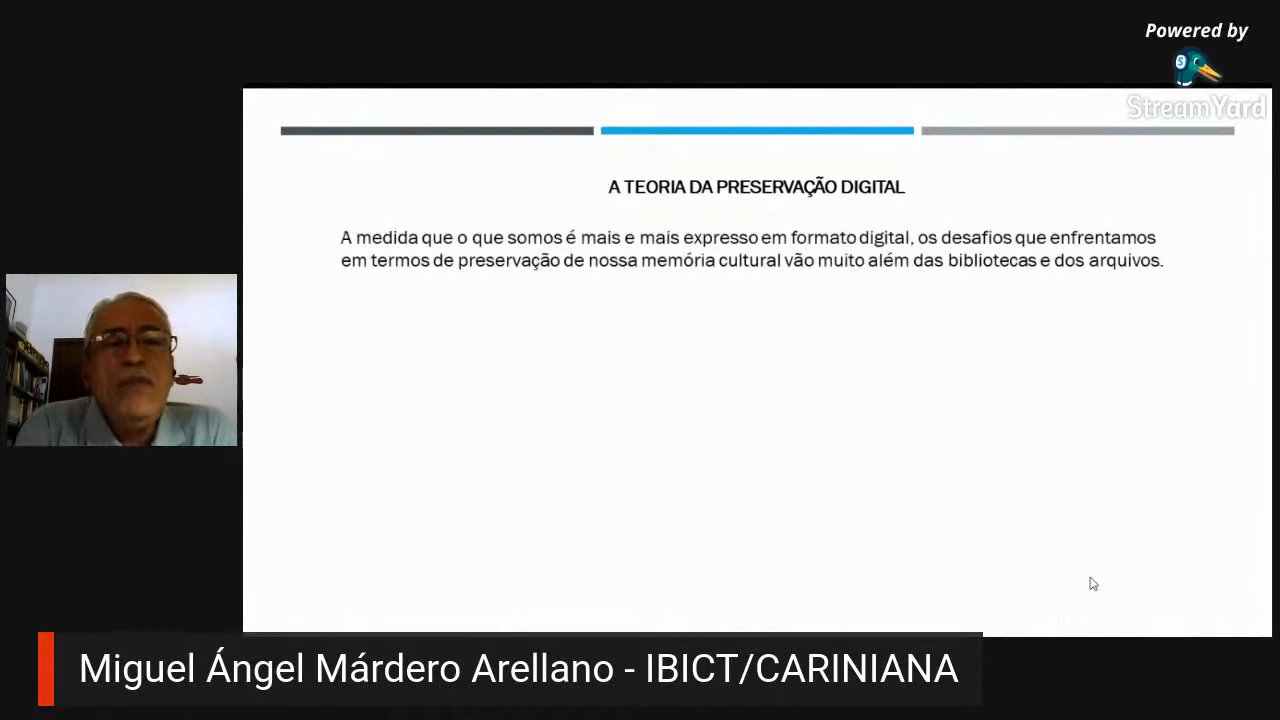 Powered by
StreamYard
A TEORIA DA PRESERVAÇÃO DIGITAL
A medida que o que somos é mais e mais expresso em formato digital, os desafios que enfrentamos
em termos de preservação de nossa memória cultural vão muito além das bibliotecas e dos arquivos.
Miguel Ángel Márdero Arellano - IBICT/CARINIANA